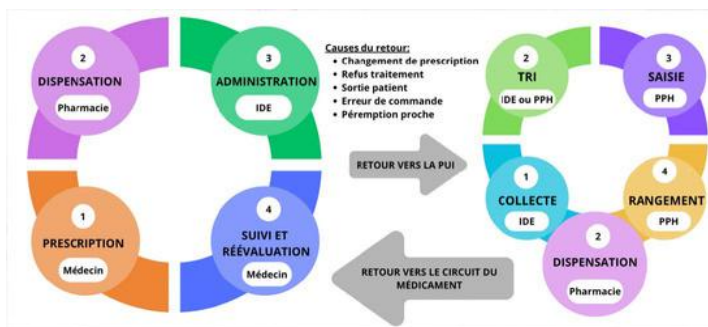 2
DISPENSATION
Pharmacie
3
ADMINISTRATION
IDE
1
PRESCRIPTION
Médecin
4
SUIVI ET
RÉÉVALUATION
Médecin
Causes du retour:
• Changement de prescription
• Refus traitement
• Sortie patient
• Erreur de commande
• Péremption proche
RETOUR VERS LA PUI
RETOUR VERS LE CIRCUIT DU
MÉDICAMENT
2
TRI
IDE ou PPH
3
SAISIE
PPH
1
COLLECTE
IDE
4
RANGEMENT
PPH
2
DISPENSATION
Pharmacie